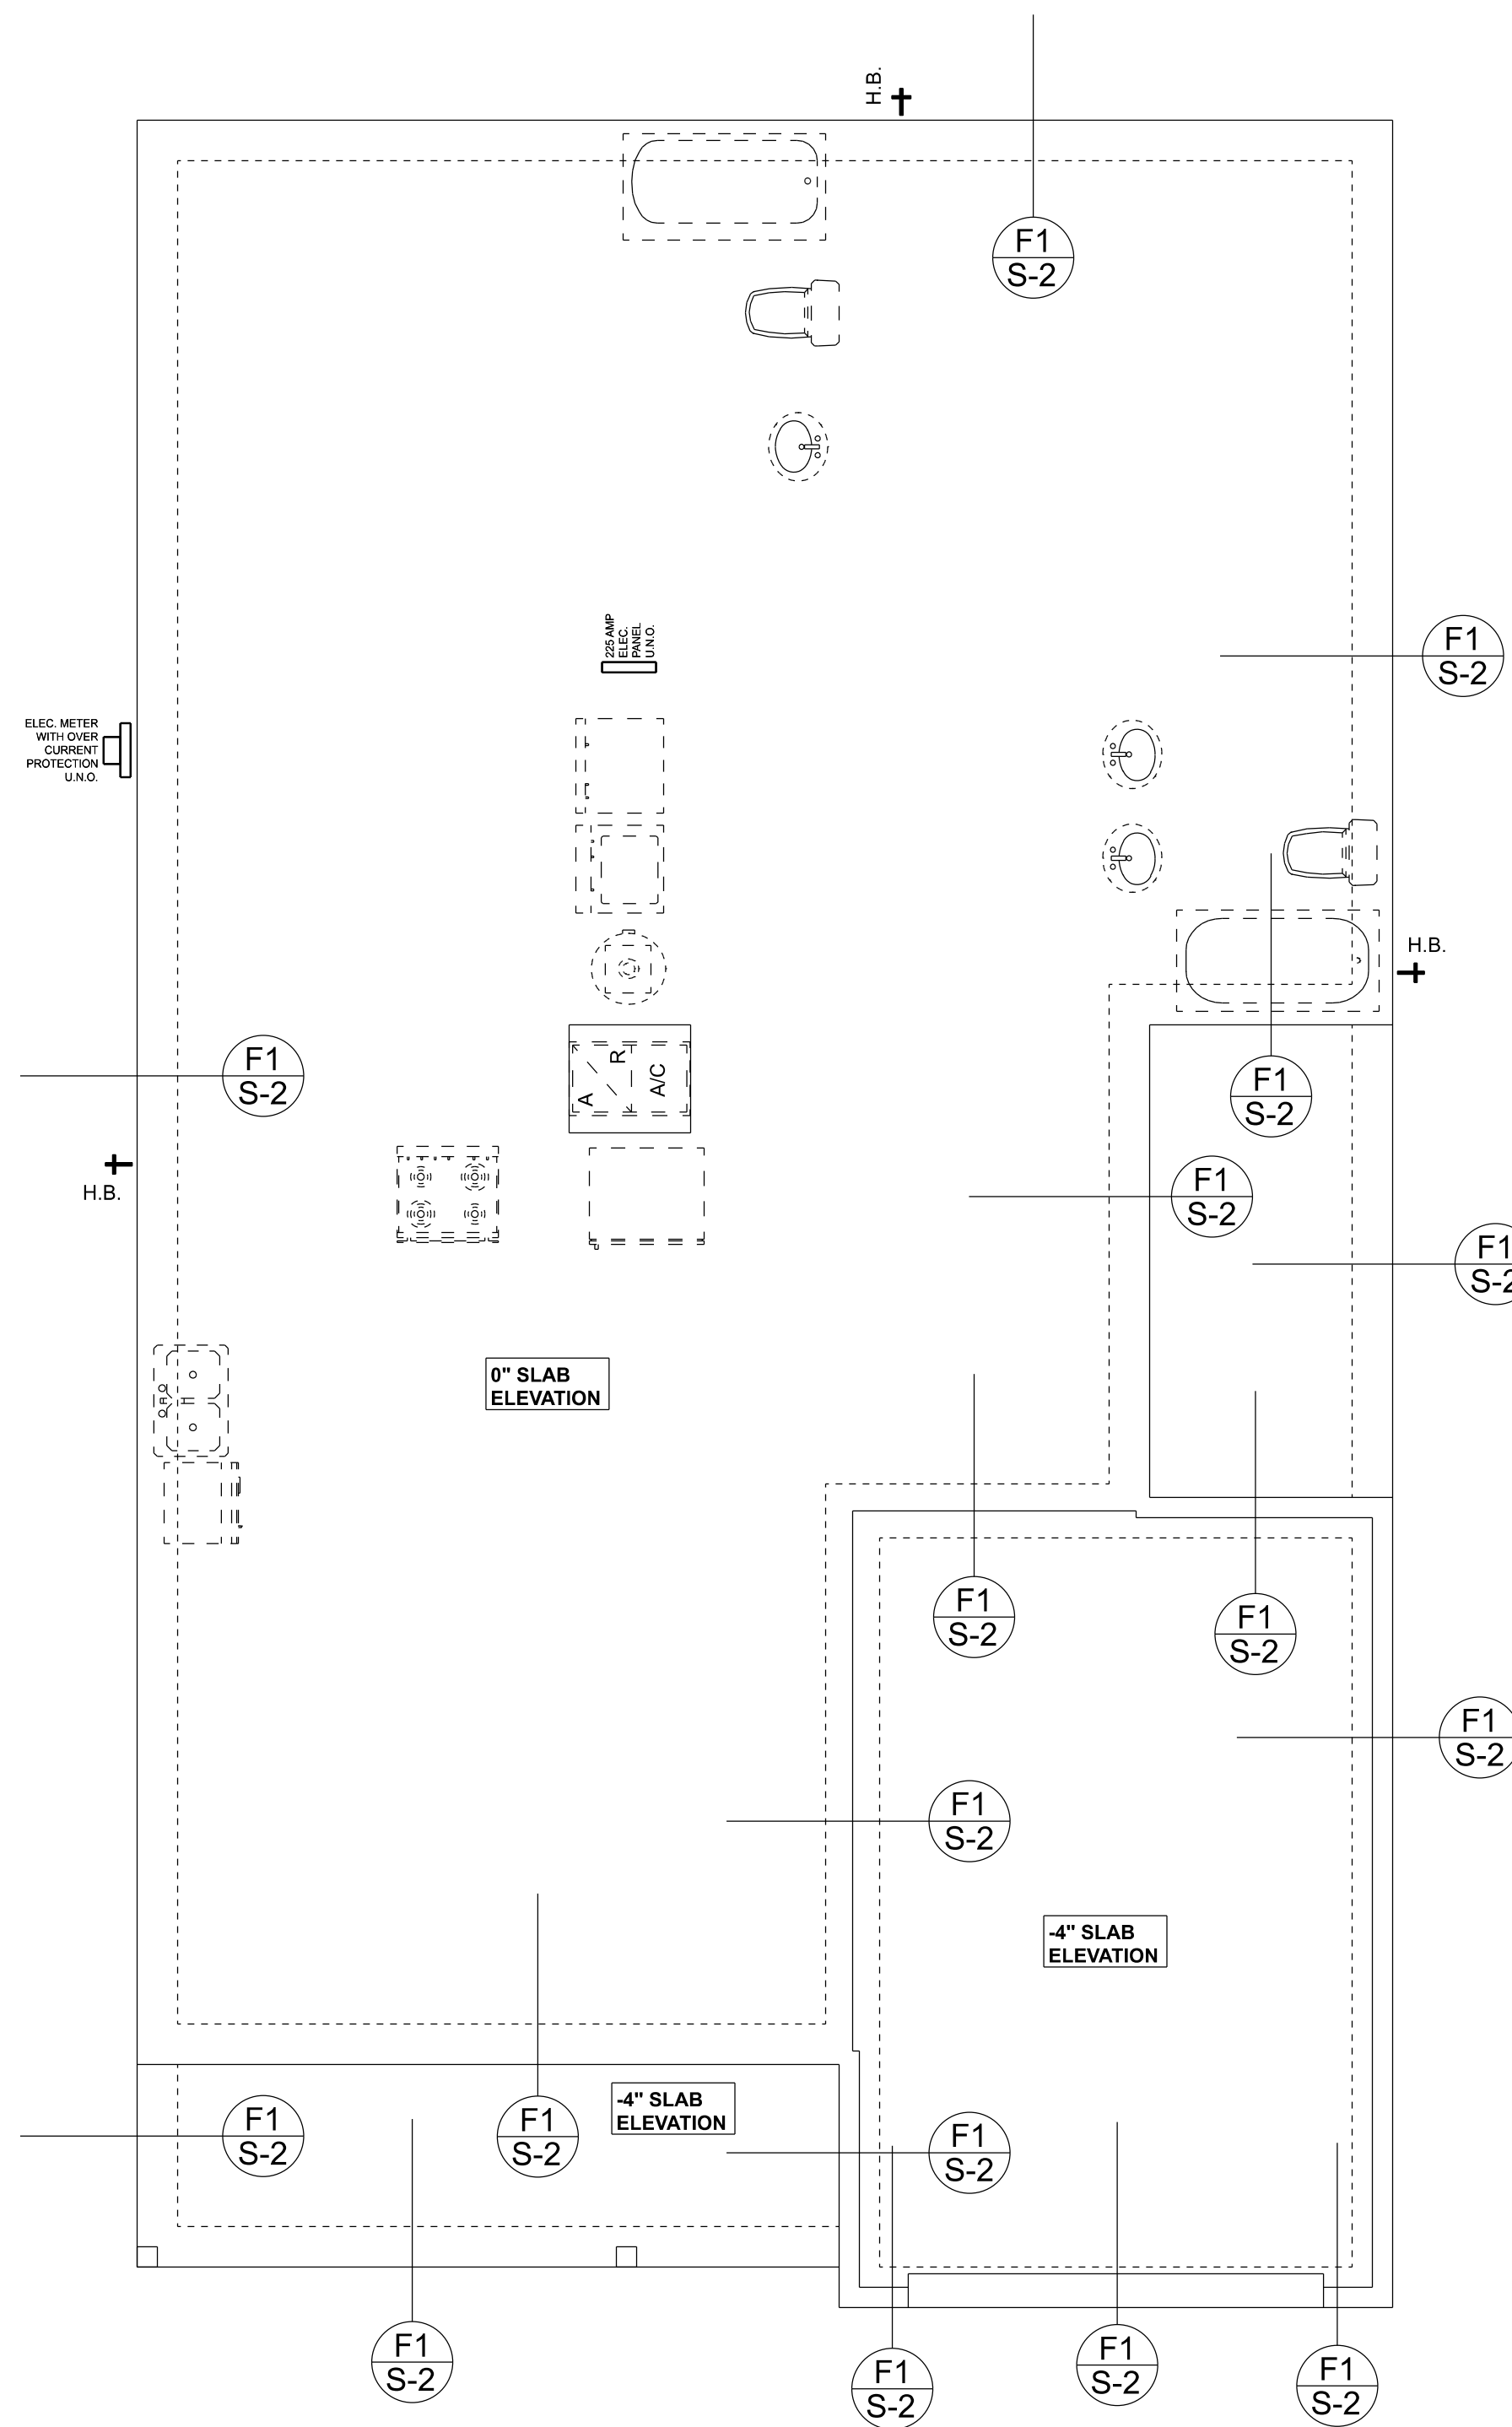 H.B.
F1
S-2
225 AMP
ELEC.
PANEL
U.N.O.
F1
S-2
ELEC. METER
WITH OVER
CURRENT
PROTECTION
U.N.O.
H.B.
F1
S-2
A
R
A/C
F1
S-2
H.B.
F1
S-2
F1
S-2
0" SLAB
ELEVATION
F1
S-2
F1
S-2
F1
S-2
F1
S-2
-4" SLAB
ELEVATION
-4" SLAB
ELEVATION
F1
S-2
F1
S-2
F1
S-2
F1
S-2
F1
S-2
F1
S-2
F1
S-2